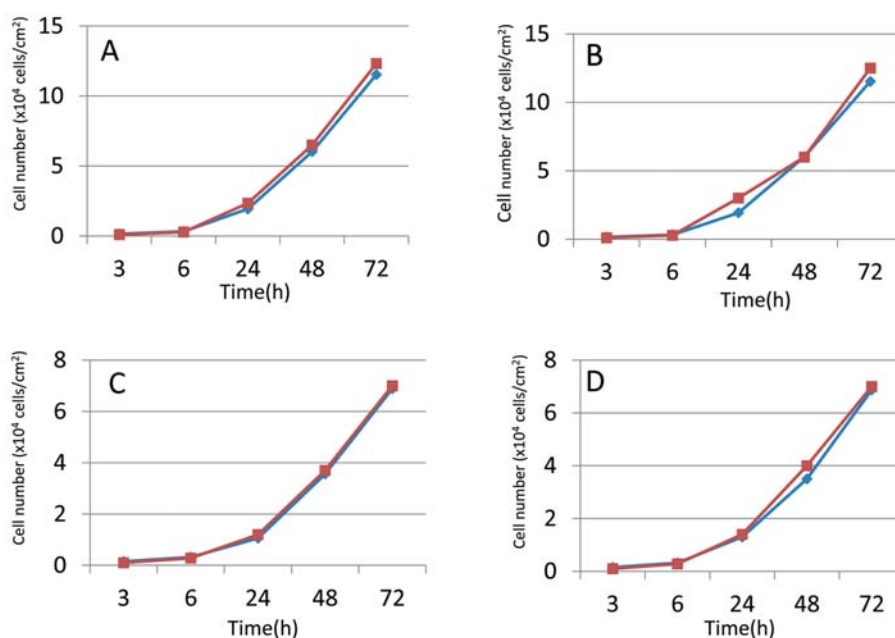 A
Cell number (x10⁴ cells/cm²)
15
10
5
0
3 6 24 48 72
Time(h)
B
Cell number (x10⁴ cells/cm²)
15
10
5
0
3 6 24 48 72
Time(h)
C
Cell number (x10⁴ cells/cm²)
8
6
4
2
0
3 6 24 48 72
Time(h)
D
Cell number (x10⁴ cells/cm²)
8
6
4
2
0
3 6 24 48 72
Time(h)